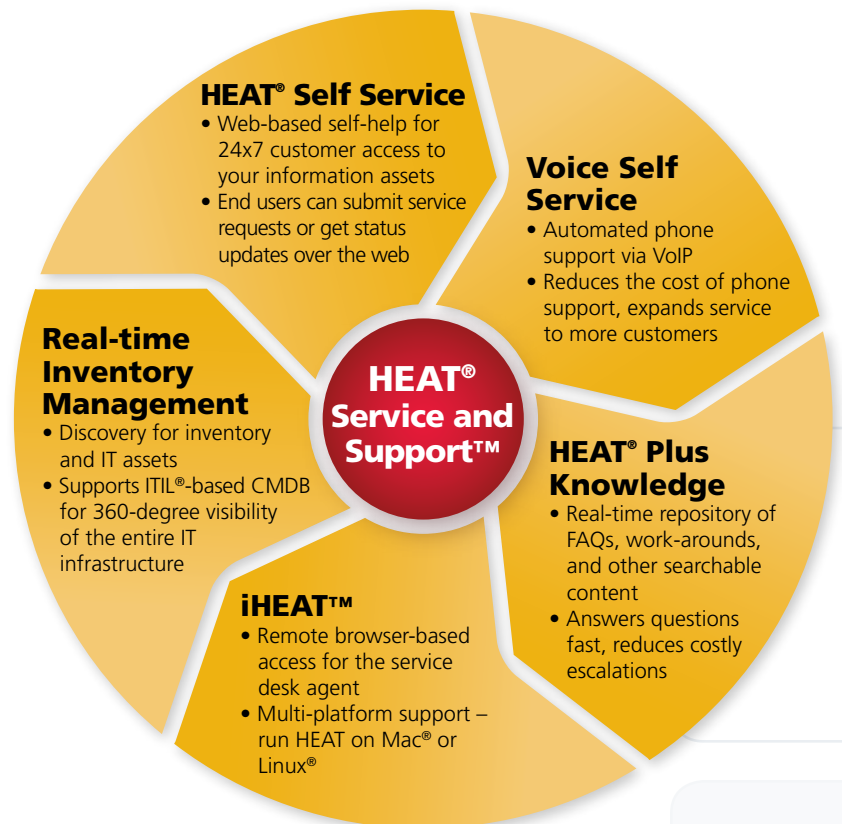 HEAT® Self Service
• Web-based self-help for
24x7 customer access to
your information assets
• End users can submit service
requests or get status
updates over the web
Voice Self
Service
• Automated phone
support via VoIP
• Reduces the cost of phone
support, expands service
to more customers
HEAT® Plus
Knowledge
• Real-time repository of
FAQs, work-arounds,
and other searchable
content
• Answers questions
fast, reduces costly
escalations
iHEAT™
• Remote browser-based
access for the service
desk agent
• Multi-platform support –
run HEAT on Mac® or
Linux®
Real-time
Inventory
Management
• Discovery for inventory
and IT assets
• Supports ITIL®-based CMDB
for 360-degree visibility
of the entire IT
infrastructure
HEAT®
Service and
Support™